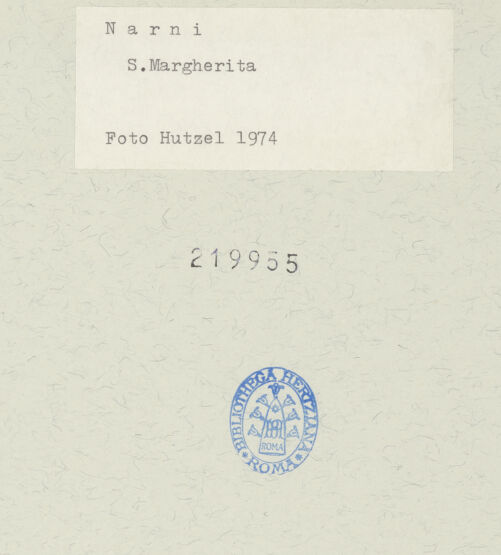 N a r n i
S.Margherita
Foto Hutzel 1974
219955
BIBLIOTHECA HERTZIANA
ROMA
* ROMA *